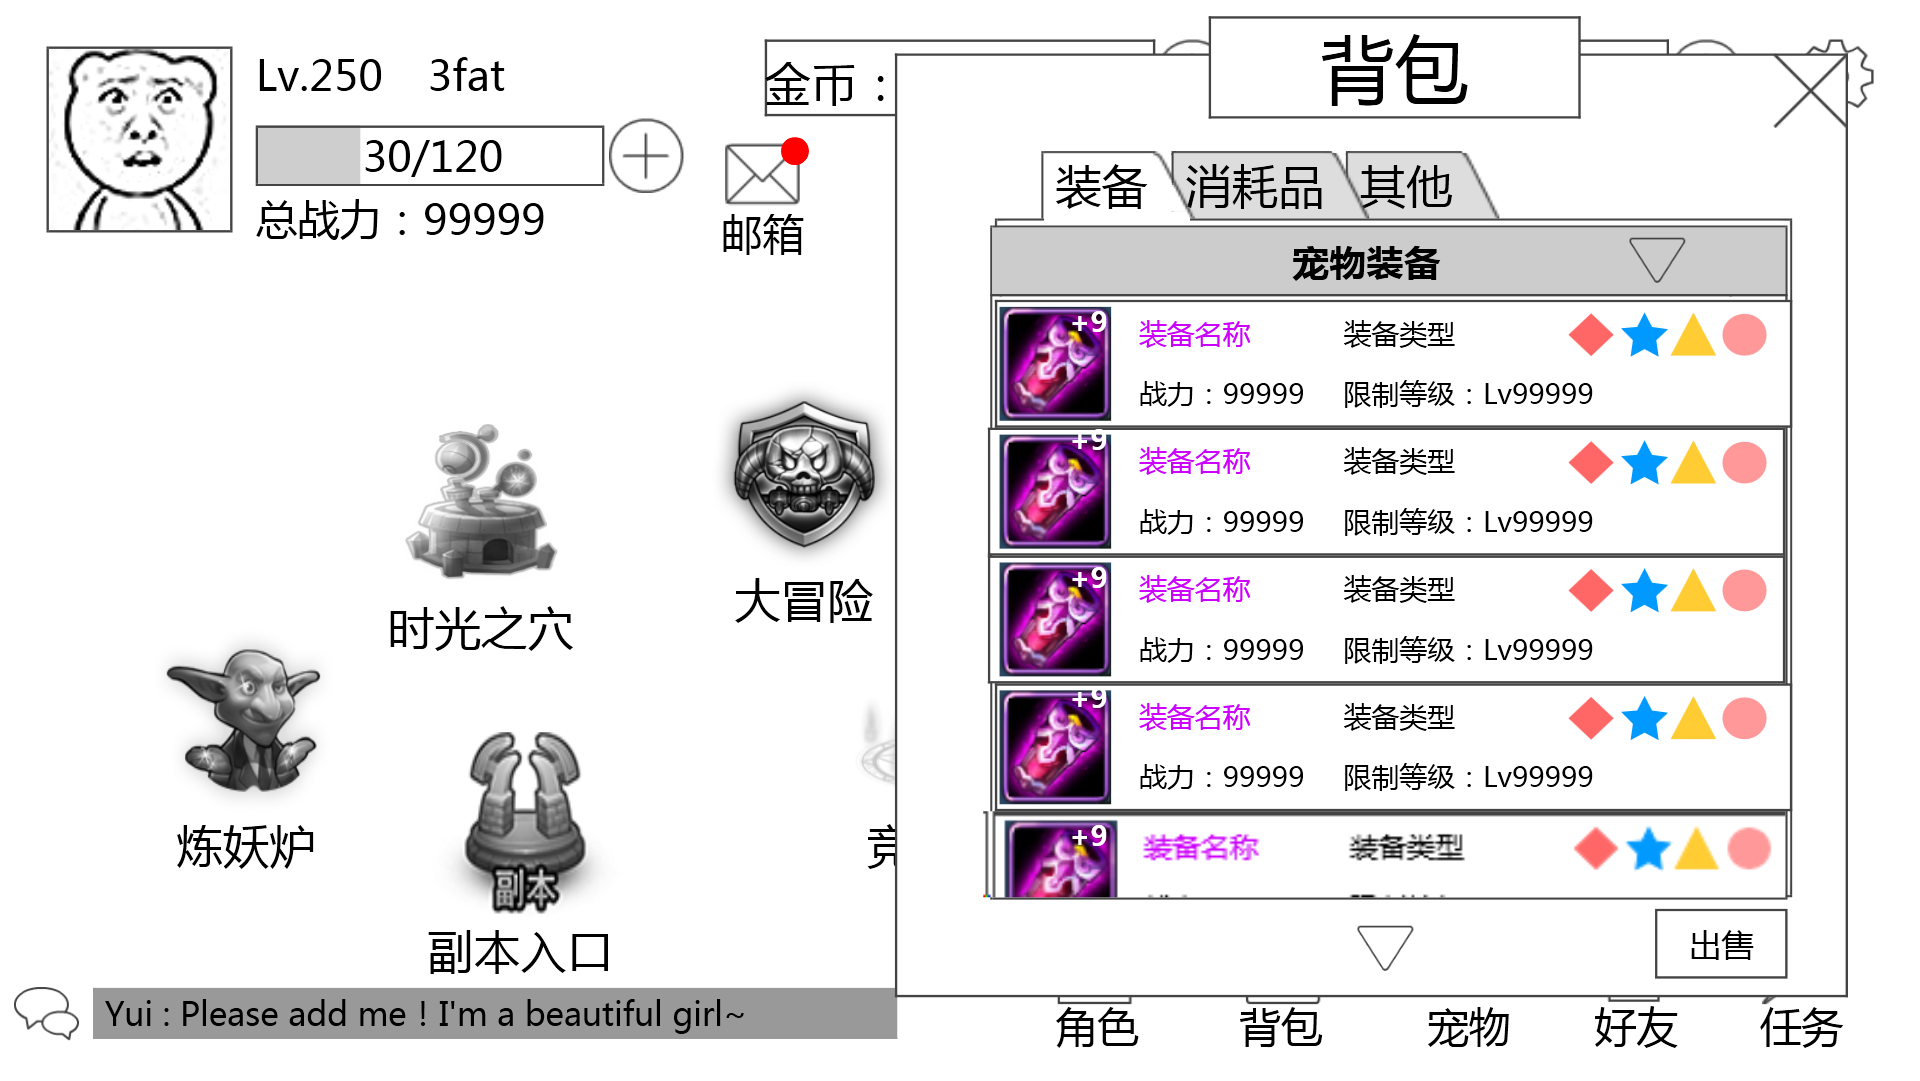 Lv.250 3fat
30/120
总战力：99999
金币：
邮箱
时光之穴
大冒险
炼妖炉
副本
副本入口
Yui : Please add me ! I'm a beautiful girl~
背包
装备 消耗品 其他
宠物装备
+9 装备名称 装备类型
战力：99999 限制等级：Lv99999
+9 装备名称 装备类型
战力：99999 限制等级：Lv99999
+9 装备名称 装备类型
战力：99999 限制等级：Lv99999
+9 装备名称 装备类型
战力：99999 限制等级：Lv99999
+9 装备名称 装备类型
出售
角色 背包 宠物 好友 任务